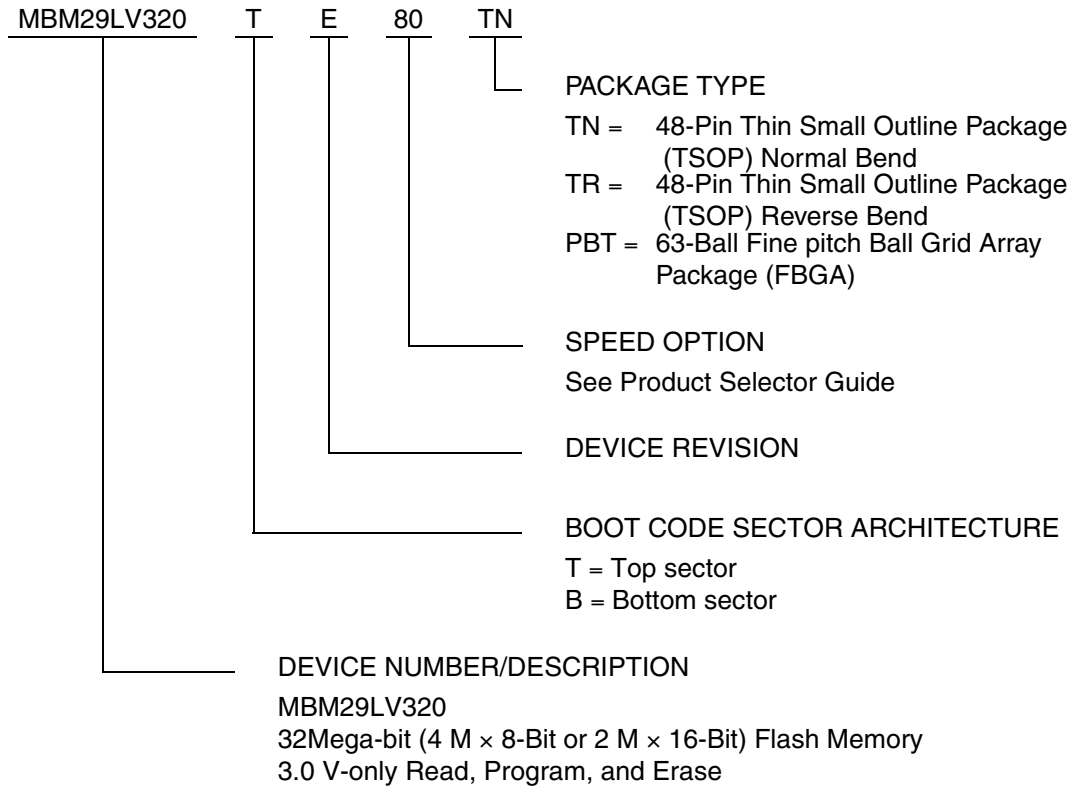 MBM29LV320 T E 80 TN
PACKAGE TYPE
TN = 48-Pin Thin Small Outline Package
(TSOP) Normal Bend
TR = 48-Pin Thin Small Outline Package
(TSOP) Reverse Bend
PBT = 63-Ball Fine pitch Ball Grid Array
Package (FBGA)
SPEED OPTION
See Product Selector Guide
DEVICE REVISION
BOOT CODE SECTOR ARCHITECTURE
T = Top sector
B = Bottom sector
DEVICE NUMBER/DESCRIPTION
MBM29LV320
32Mega-bit (4 M × 8-Bit or 2 M × 16-Bit) Flash Memory
3.0 V-only Read, Program, and Erase